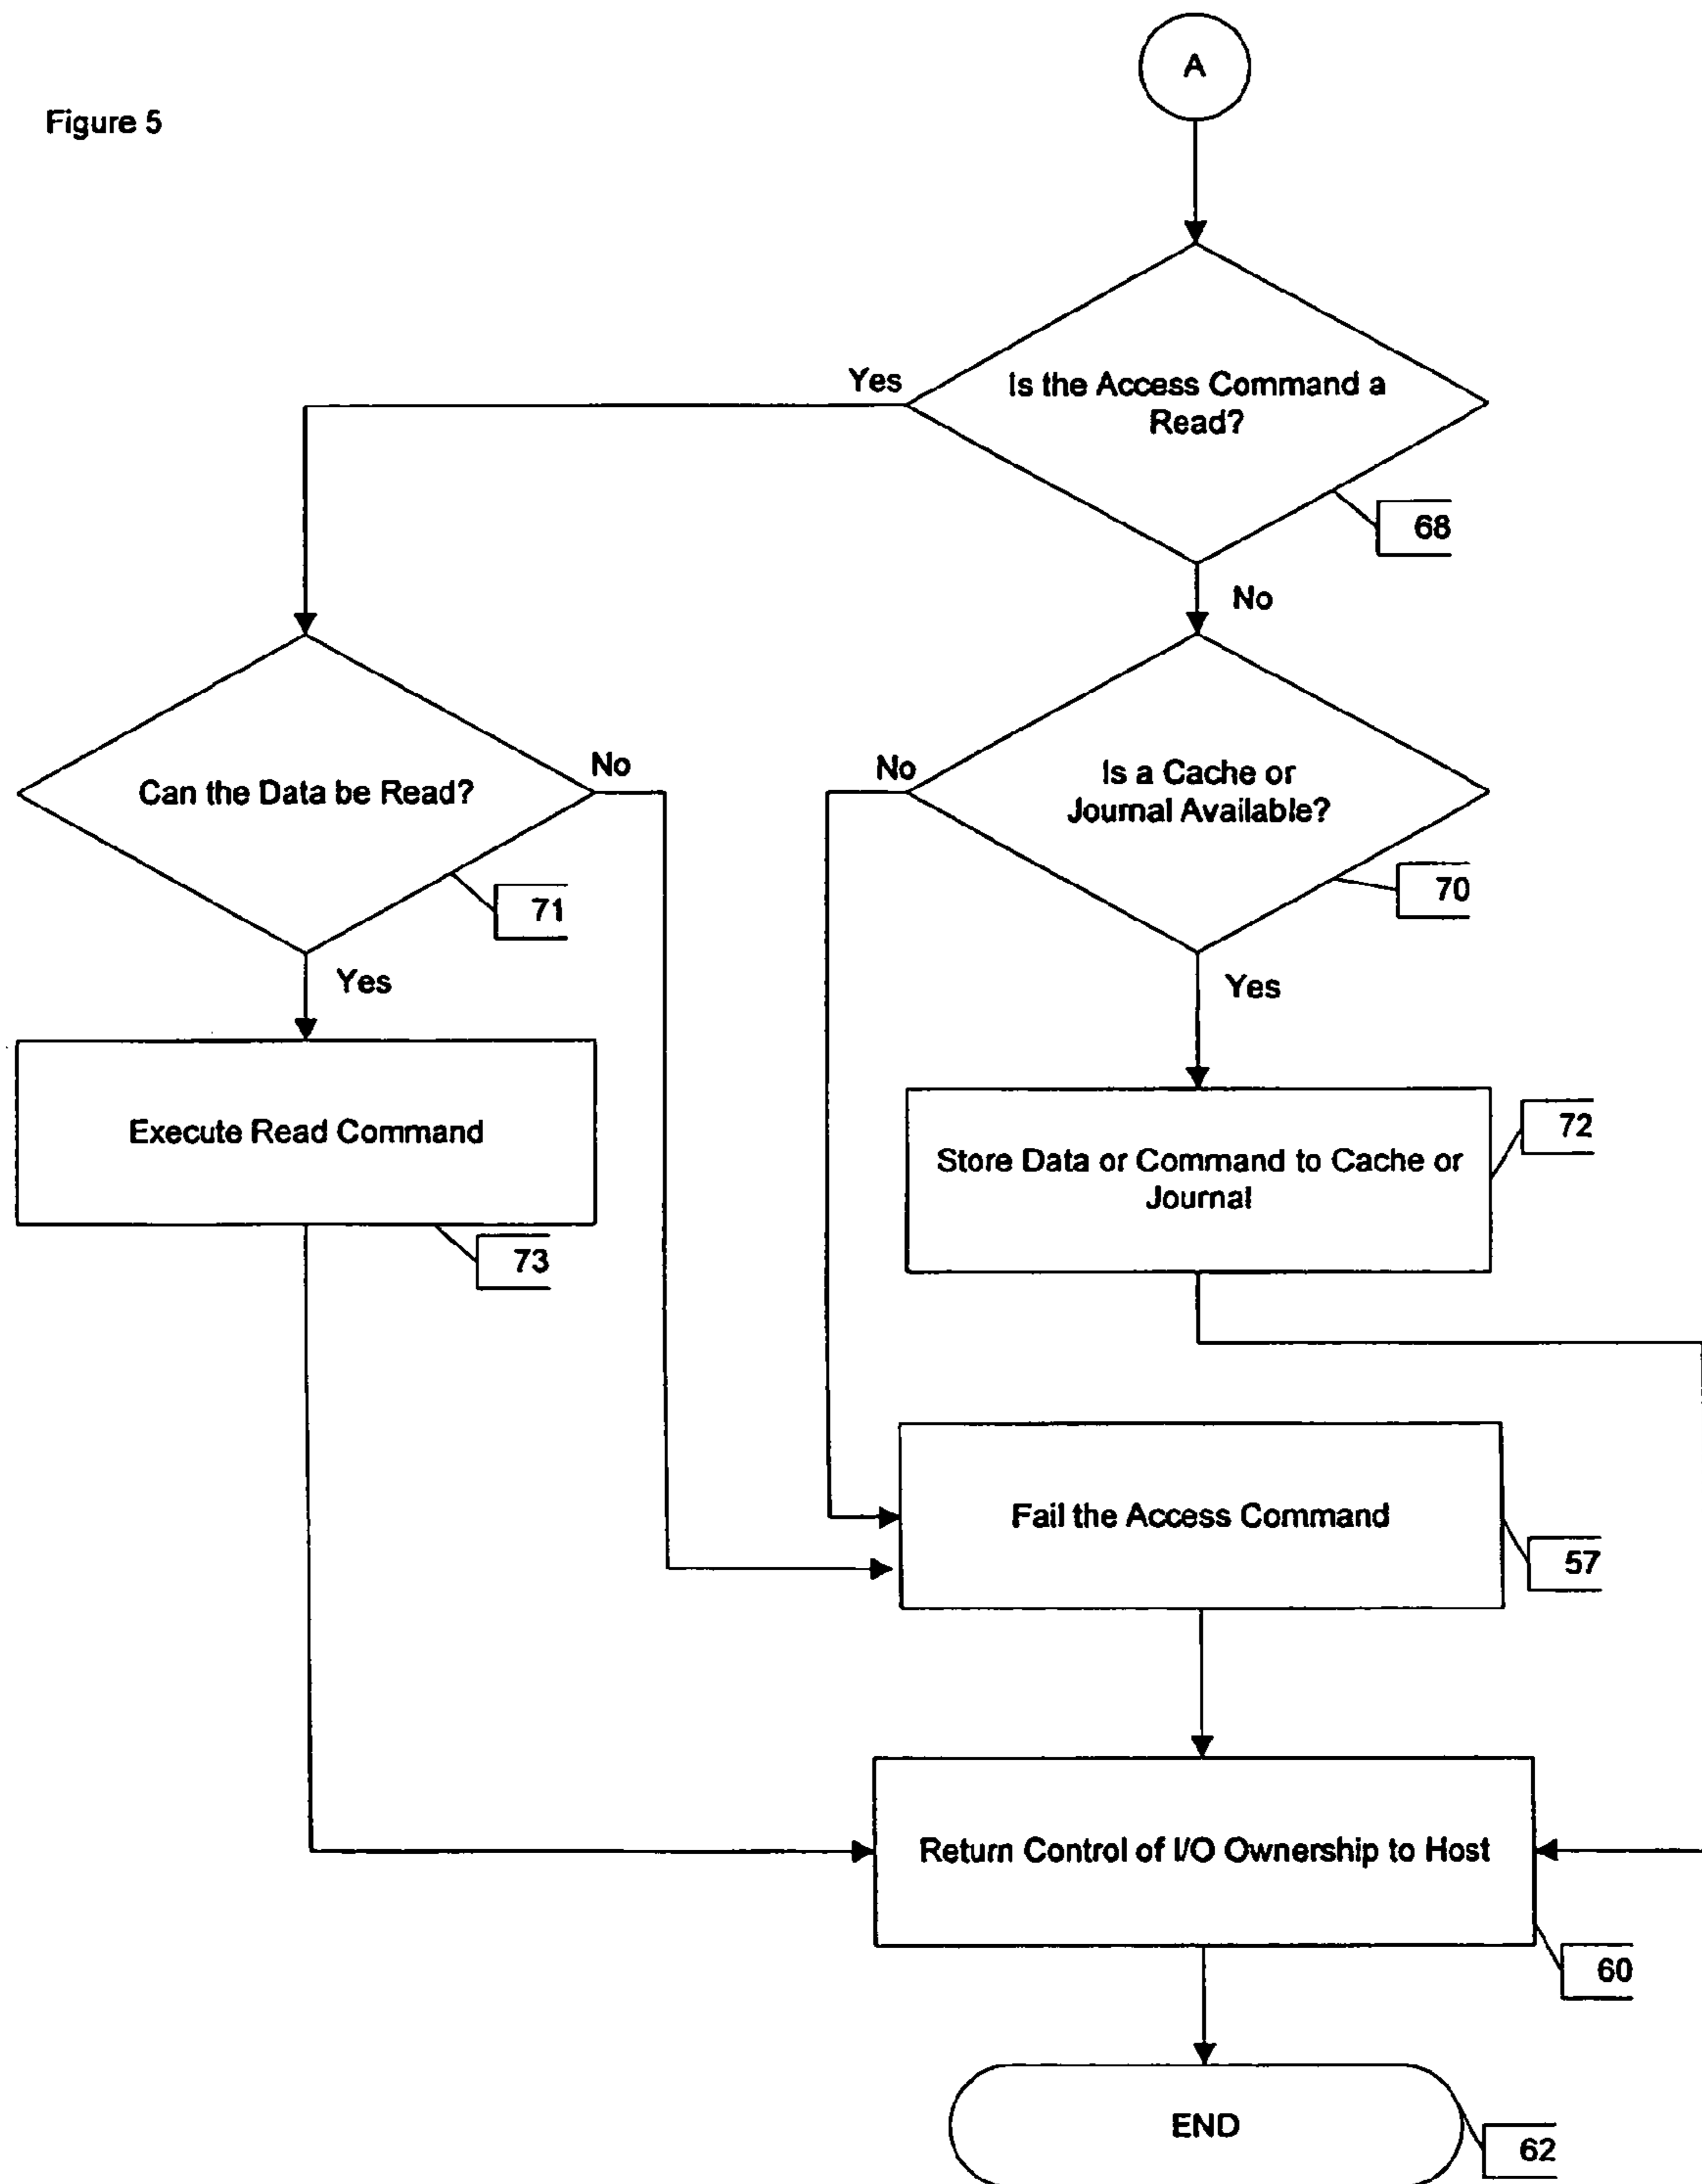 Figure 5
A
Yes
Is the Access Command a
Read?
68
No
Can the Data be Read?
No
71
Yes
No
Is a Cache or
Journal Available?
70
Yes
Execute Read Command
73
Store Data or Command to Cache or
Journal
72
Fail the Access Command
57
Return Control of I/O Ownership to Host
60
END
62